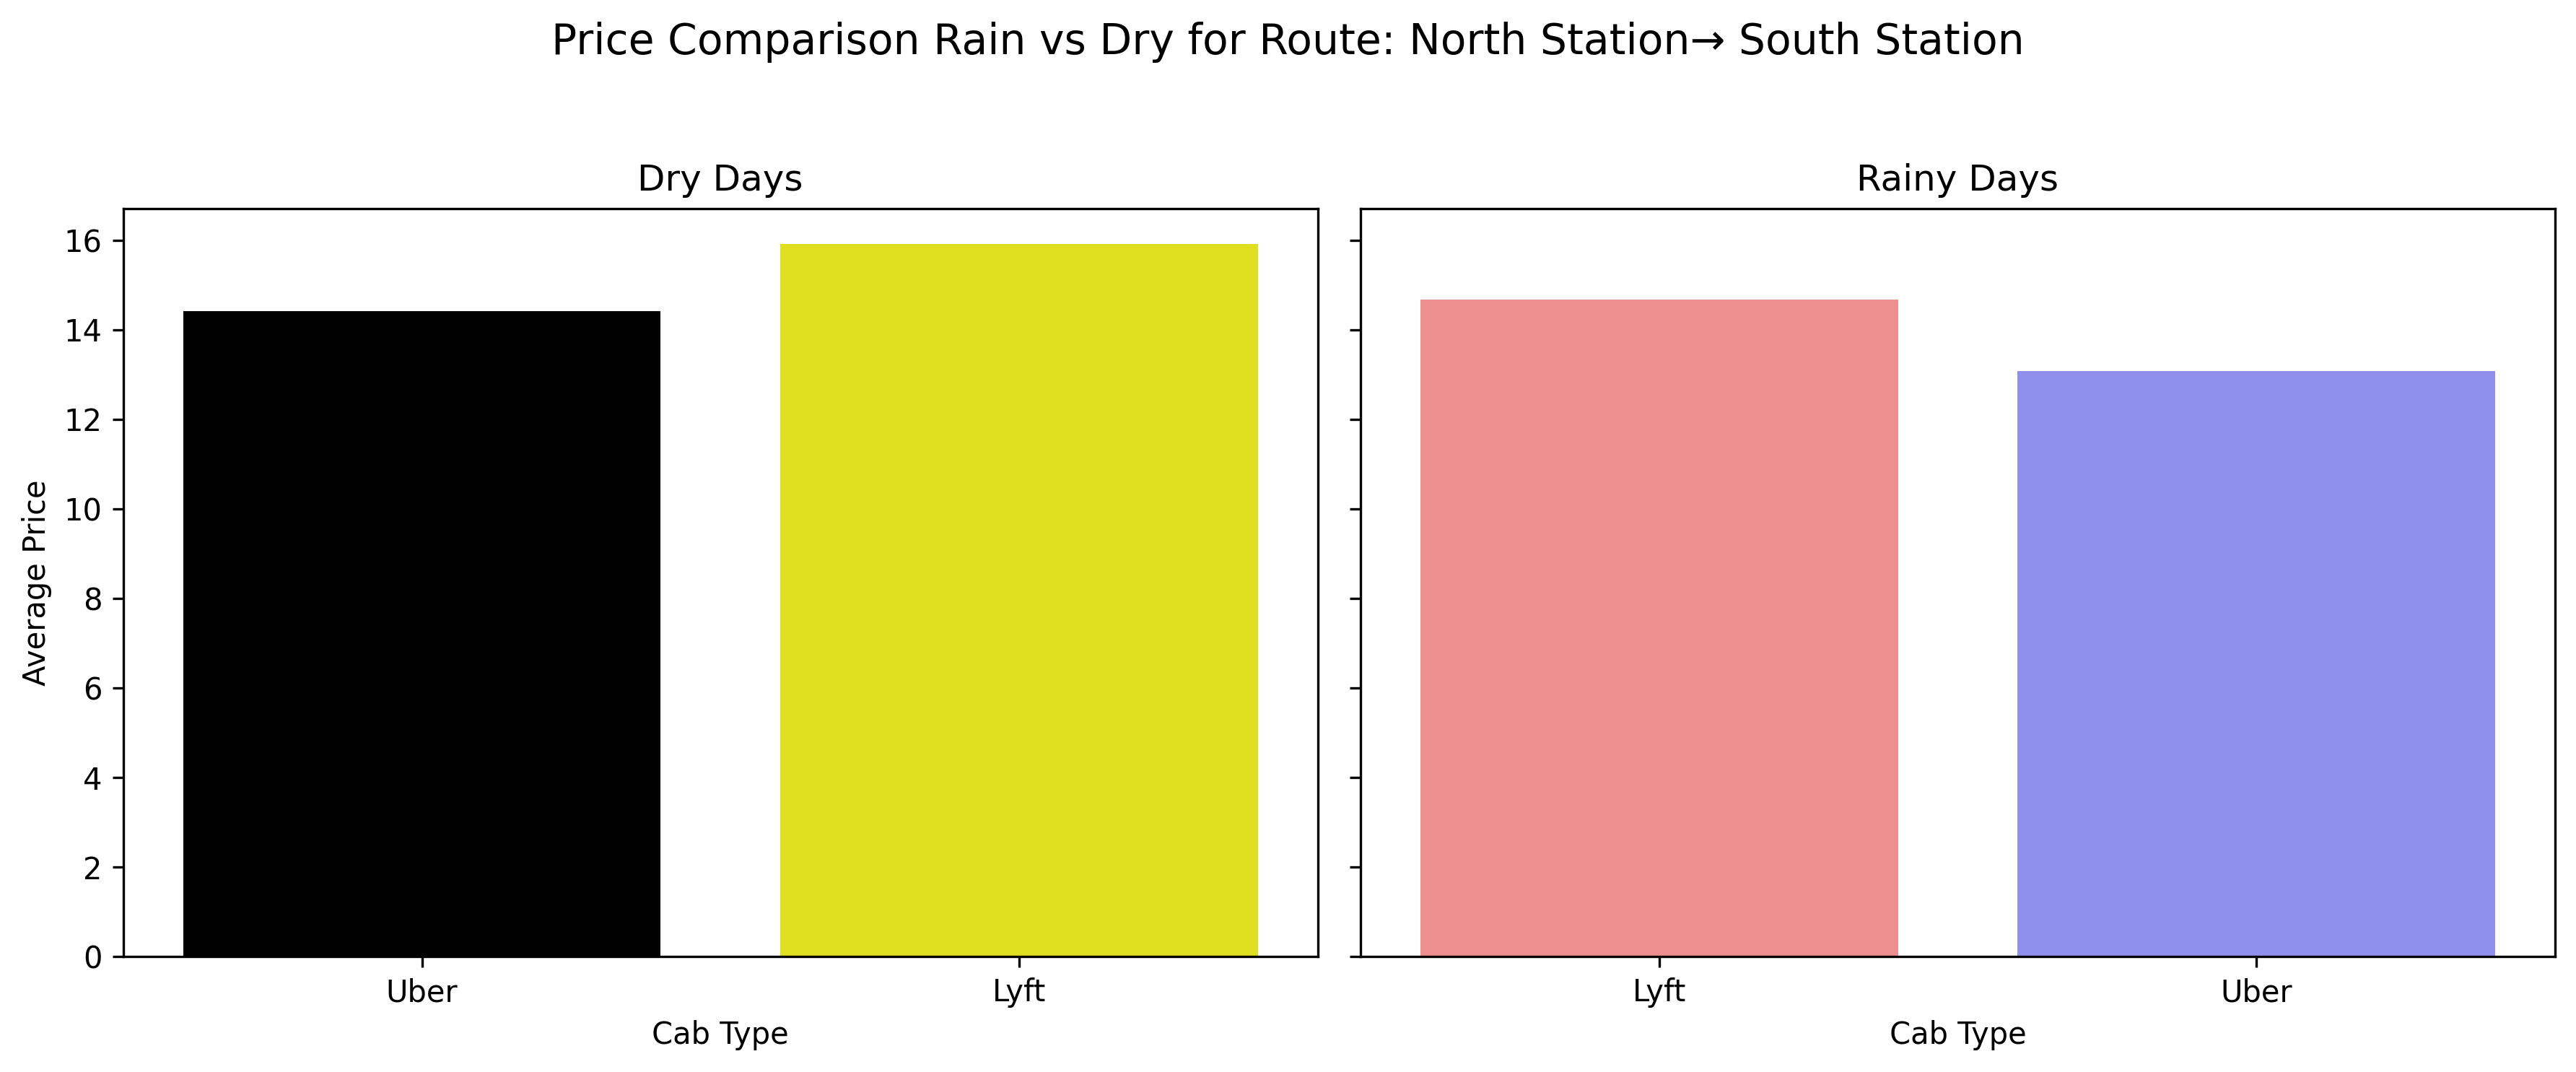 Price Comparison Rain vs Dry for Route: North Station→ South Station
Dry Days
Average Price
16
14
12
10
8
6
4
2
0
Uber
Lyft
Cab Type
Rainy Days
Lyft
Uber
Cab Type